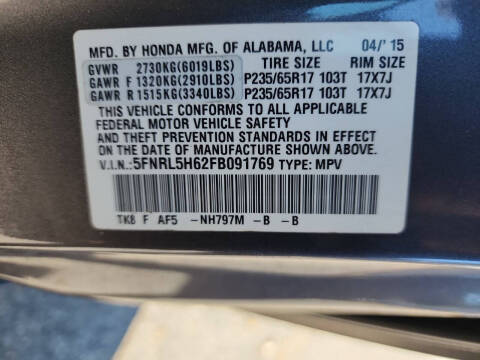 MFD. BY HONDA MFG. OF ALABAMA, LLC 04/'15
GVWR 2730KG(6019LBS) TIRE SIZE RIM SIZE
GAWR F 1320KG(2910LBS) P235/65R17 103T 17X7J
GAWR R 1515KG(3340LBS) P235/65R17 103T 17X7J
THIS VEHICLE CONFORMS TO ALL APPLICABLE
FEDERAL MOTOR VEHICLE SAFETY
AND THEFT PREVENTION STANDARDS IN EFFECT
ON THE DATE OF MANUFACTURE SHOWN ABOVE.
V.I.N.: 5FNRL5H62FB091769 TYPE: MPV
TK8 F AF5 -NH797M -B -B